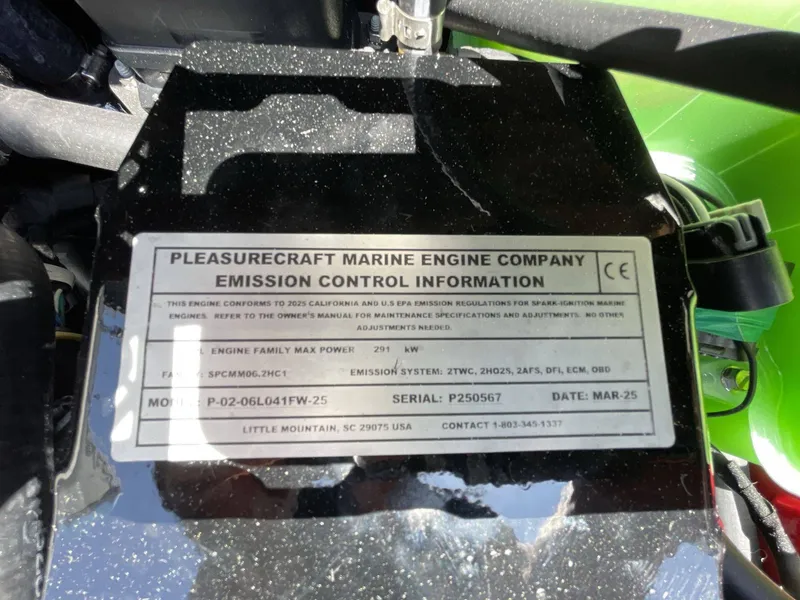 PLEASURECRAFT MARINE ENGINE COMPANY
EMISSION CONTROL INFORMATION
CE
THIS ENGINE CONFORMS TO 2025 CALIFORNIA AND U.S EPA EMISSION REGULATIONS FOR SPARK-IGNITION MARINE
ENGINES. REFER TO THE OWNER'S MANUAL FOR MAINTENANCE SPECIFICATIONS AND ADJUSTMENTS. NO OTHER
ADJUSTMENTS NEEDED.
L ENGINE FAMILY MAX POWER 291 kW
SPCMM06.2HC1 EMISSION SYSTEM: 2TWC, 2HO2S, 2AFS, DFI, ECM, OBD
MODEL: P-02-06L041FW-25 SERIAL: P250567 DATE: MAR-25
LITTLE MOUNTAIN, SC 29075 USA CONTACT 1-803-345-1337